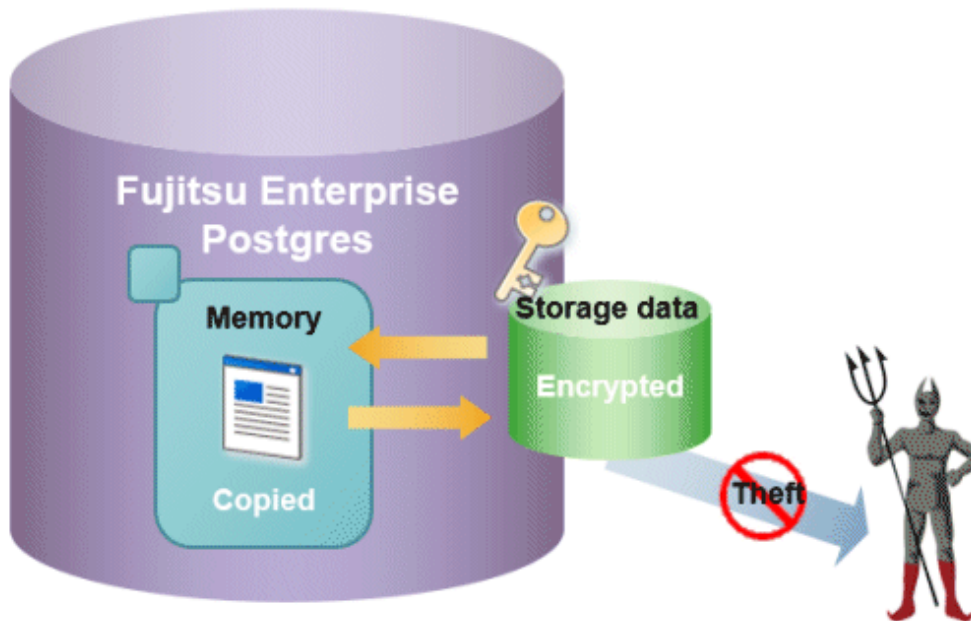 Fujitsu Enterprise
Postgres
Memory
Storage data
Encrypted
Copied
Theft